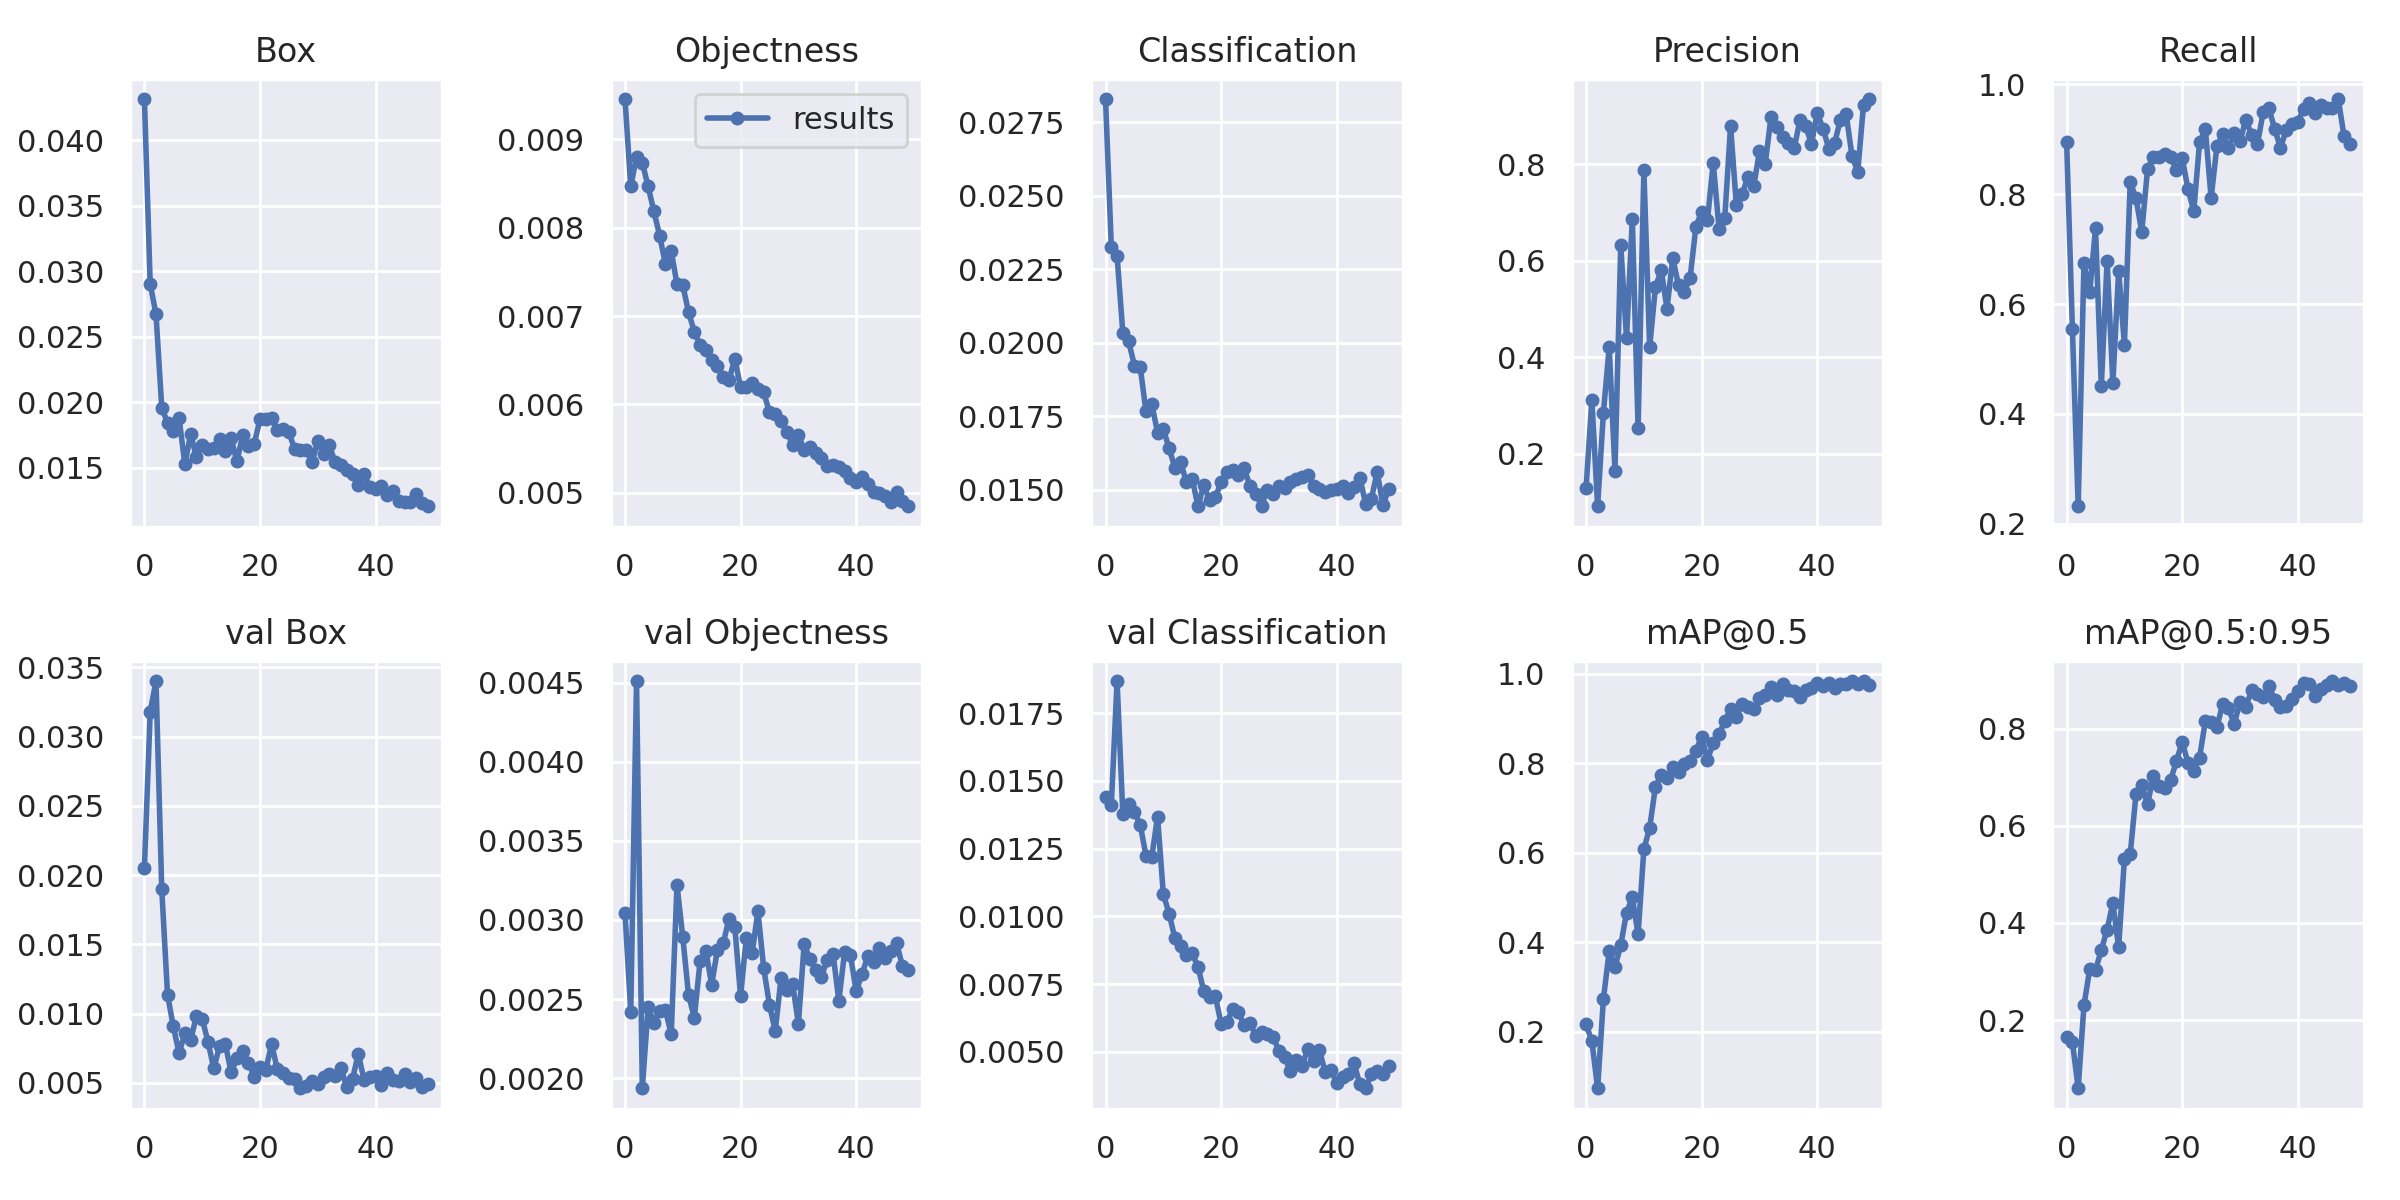 Box
0.040
0.035
0.030
0.025
0.020
0.015
0 20 40
Objectness
results
0.009
0.008
0.007
0.006
0.005
0 20 40
Classification
0.0275
0.0250
0.0225
0.0200
0.0175
0.0150
0 20 40
Precision
0.8
0.6
0.4
0.2
0 20 40
Recall
1.0
0.8
0.6
0.4
0.2
0 20 40
val Box
0.035
0.030
0.025
0.020
0.015
0.010
0.005
0 20 40
val Objectness
0.0045
0.0040
0.0035
0.0030
0.0025
0.0020
0 20 40
val Classification
0.0175
0.0150
0.0125
0.0100
0.0075
0.0050
0 20 40
mAP@0.5
1.0
0.8
0.6
0.4
0.2
0 20 40
mAP@0.5:0.95
0.8
0.6
0.4
0.2
0 20 40